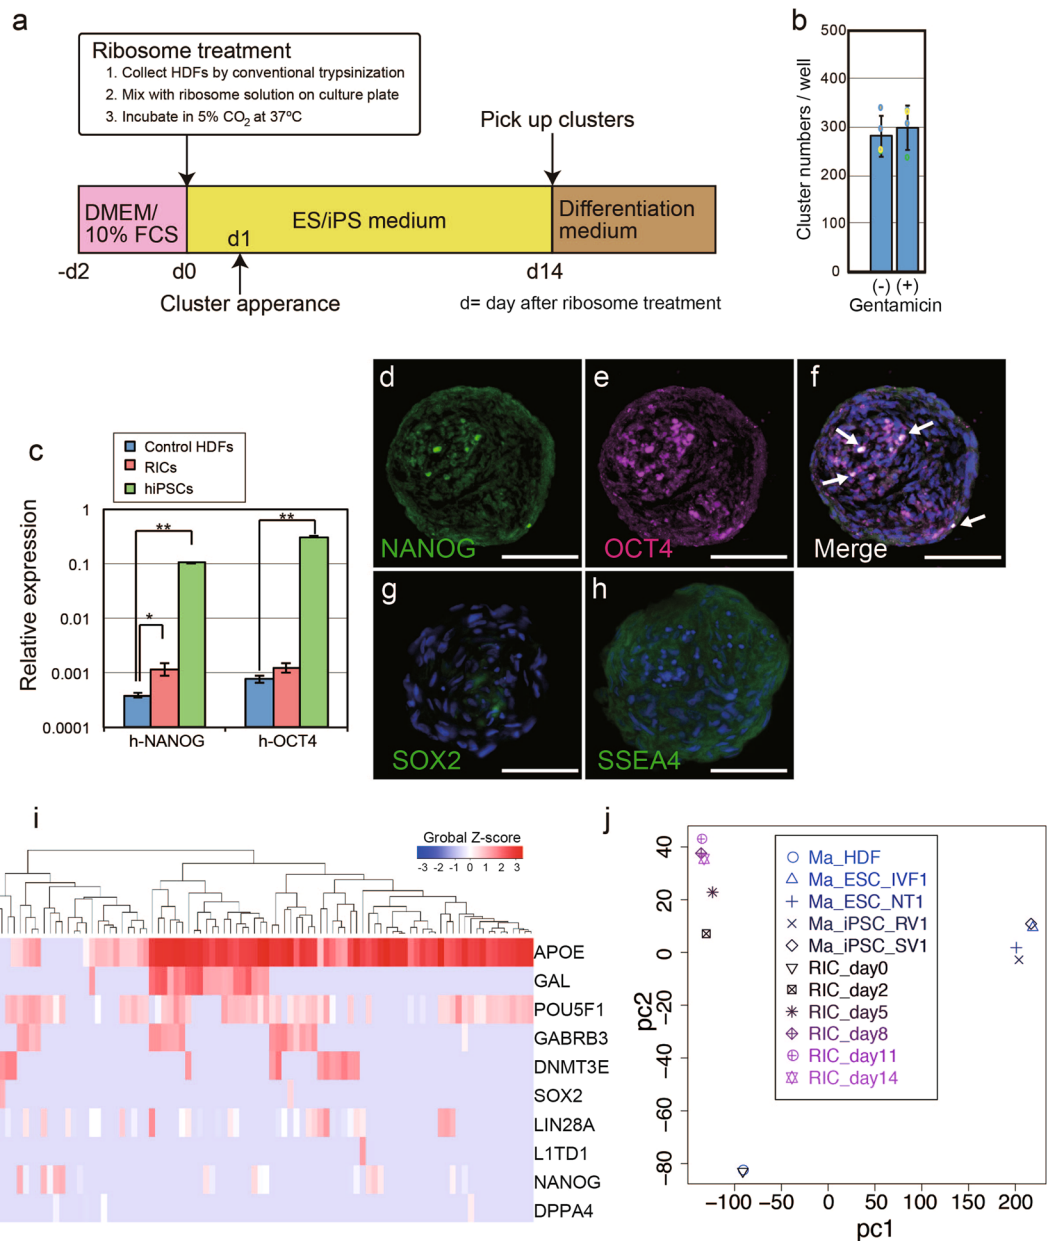 a
Ribosome treatment
1. Collect HDFs by conventional trypsinization
2. Mix with ribosome solution on culture plate
3. Incubate in 5% CO2 at 37ºC
Pick up clusters
DMEM/
10% FCS
ES/iPS medium
Differentiation
medium
d1
-d2
d0
d14
Cluster apperance
d= day after ribosome treatment
b
500
400
300
200
100
0
Cluster numbers / well
(-) (+)
Gentamicin
c
Control HDFs
RICs
hiPSCs
1
0.1
0.01
0.001
0.0001
Relative expression
**
*
**
h-NANOG
h-OCT4
d
NANOG
e
OCT4
f
Merge
g
SOX2
h
SSEA4
i
Grobal Z-score
-3 -2 -1 0 1 2 3
APOE
GAL
POU5F1
GABRB3
DNMT3E
SOX2
LIN28A
L1TD1
NANOG
DPPA4
j
40
20
0
−20
−40
−60
−80
pc2
Ma_HDF
Ma_ESC_IVF1
Ma_ESC_NT1
Ma_iPSC_RV1
Ma_iPSC_SV1
RIC_day0
RIC_day2
RIC_day5
RIC_day8
RIC_day11
RIC_day14
−100 −50 0 50 100 150 200
pc1